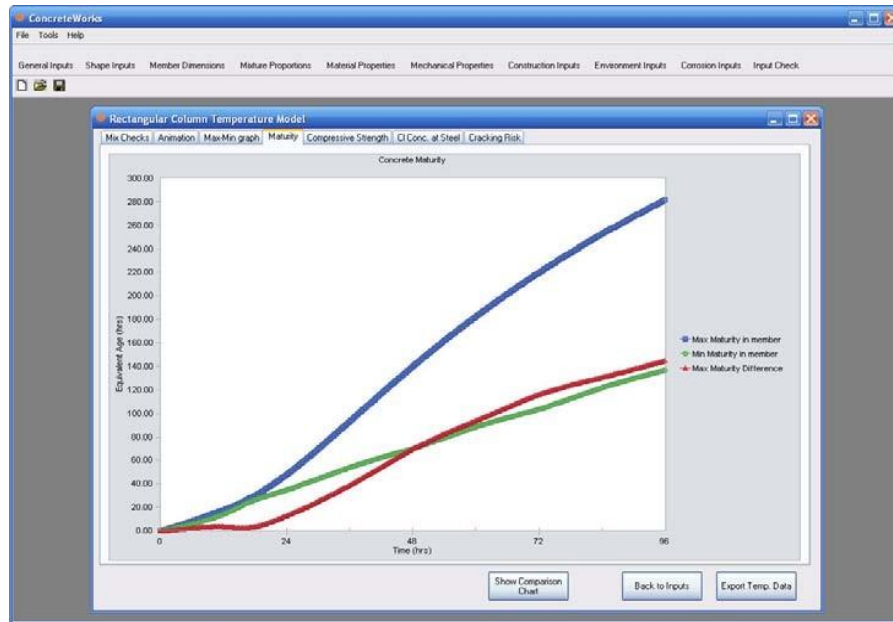 ConcreteWorks
File Tools Help
General Inputs Shape Inputs Member Dimensions Mixture Proportions Material Properties Mechanical Properties Construction Inputs Environment Inputs Corrosion Inputs Input Check
Rectangular Column Temperature Model
Mix Checks Animation Max-Min graph Maturity Compressive Strength Cl Conc. at Steel Cracking Risk
Concrete Maturity
300.00
280.00
260.00
240.00
220.00
200.00
180.00
160.00
140.00
120.00
100.00
80.00
60.00
40.00
20.00
0.00
Equivalent Age (hrs)
0 24 48 72 96
Time (hrs)
Max Maturity in member
Min Maturity in member
Max Maturity Difference
Show Comparison Chart
Back to Inputs
Export Temp. Data